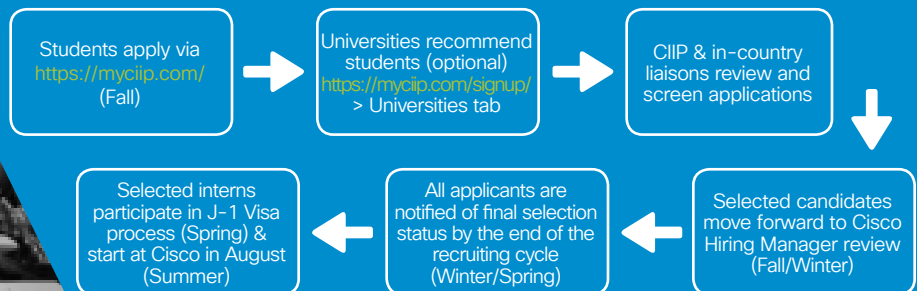 Students apply via
https://myciip.com/
(Fall)
Universities recommend
students (optional)
https://myciip.com/signup/
> Universities tab
CIIP & in-country
liaisons review and
screen applications
Selected candidates
move forward to Cisco
Hiring Manager review
(Fall/Winter)
All applicants are
notified of final selection
status by the end of the
recruiting cycle
(Winter/Spring)
Selected interns
participate in J-1 Visa
process (Spring) &
start at Cisco in August
(Summer)